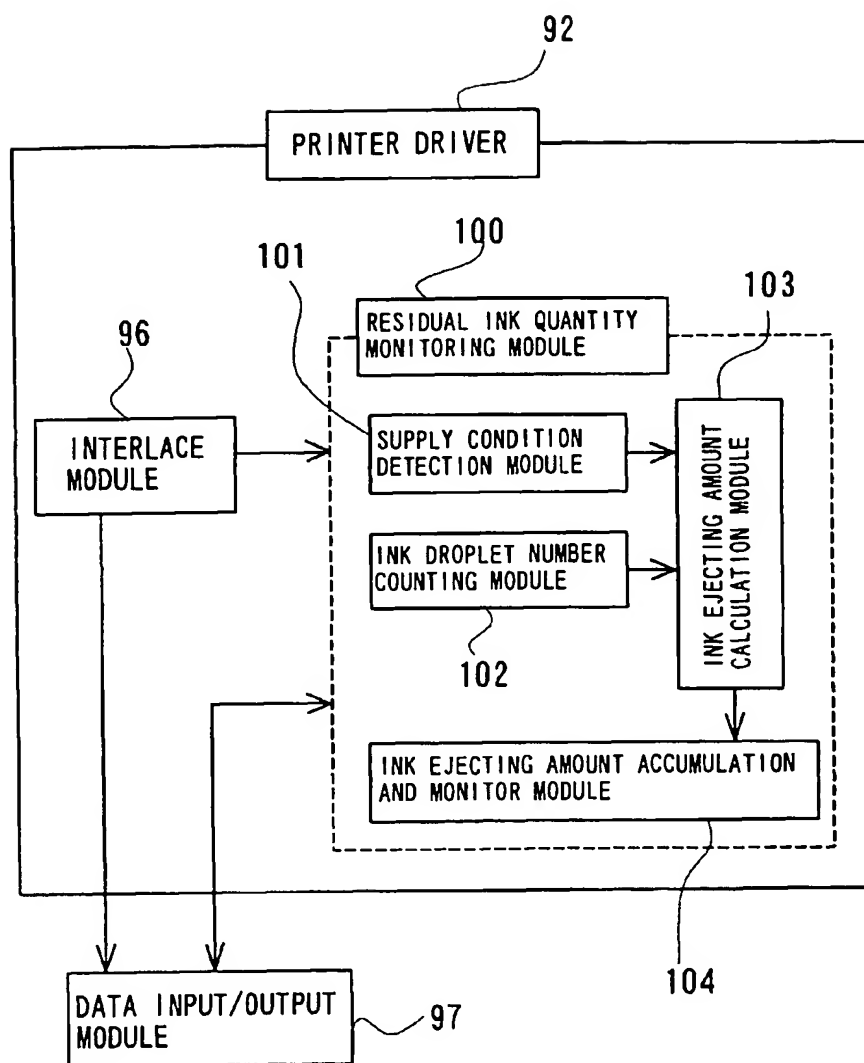 92
PRINTER DRIVER
100
101
103
RESIDUAL INK QUANTITY
MONITORING MODULE
96
INTERLACE
MODULE
SUPPLY CONDITION
DETECTION MODULE
INK EJECTING AMOUNT
CALCULATION MODULE
INK DROPLET NUMBER
COUNTING MODULE
102
INK EJECTING AMOUNT ACCUMULATION
AND MONITOR MODULE
104
DATA INPUT/OUTPUT
MODULE
97